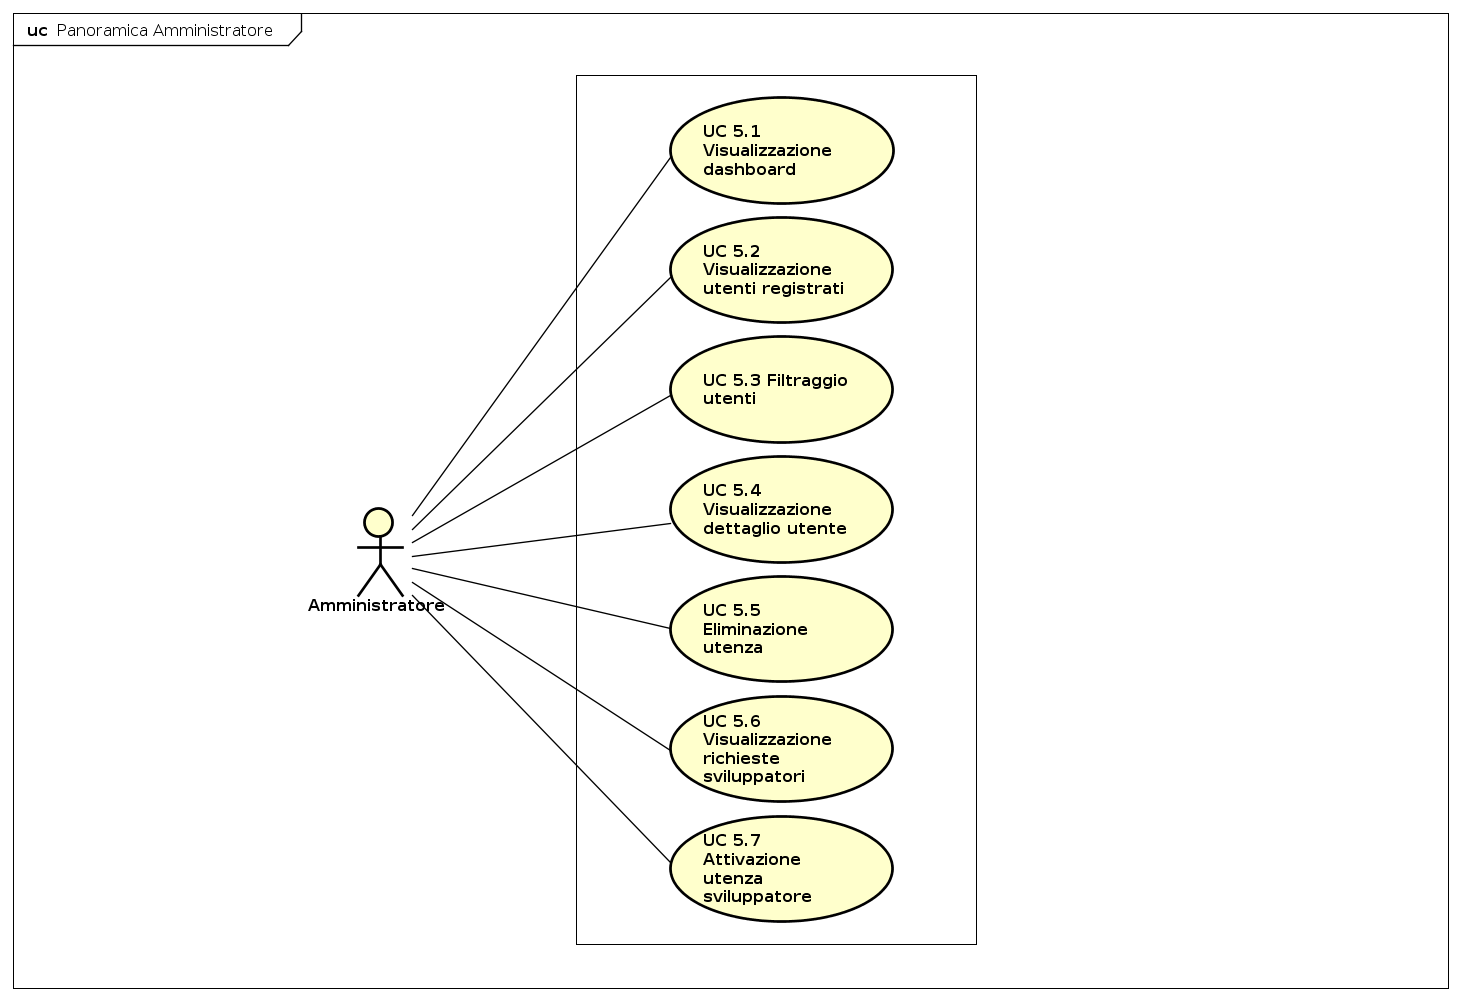 uc Panoramica Amministratore
UC 5.1
Visualizzazione
dashboard
UC 5.2
Visualizzazione
utenti registrati
UC 5.3 Filtraggio
utenti
UC 5.4
Visualizzazione
dettaglio utente
Amministratore
UC 5.5
Eliminazione
utenza
UC 5.6
Visualizzazione
richieste
sviluppatori
UC 5.7
Attivazione
utenza
sviluppatore